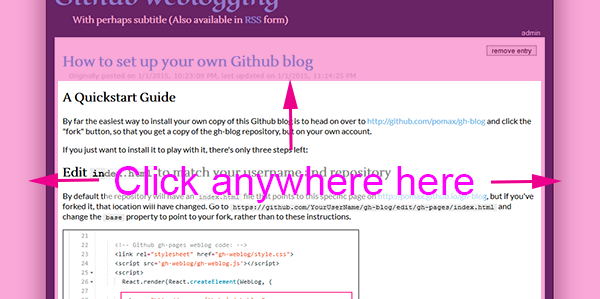 Github weblogging
With perhaps subtitle (Also available in RSS form)
admin
remove entry
How to set up your own Github blog
Originally posted on 1/1/2015, 10:23:09 PM, last updated on 1/1/2015, 11:14:25 PM
A Quickstart Guide
By far the easiest way to install your own copy of this Github blog is to head on over to http://github.com/pomax/gh-blog and click the
"fork" button, so that you get a copy of the gh-blog repository, but on your own account.
If you just want to install it to play with it, there's only three steps left:
Edit index.html to match your username and repository
Click anywhere here
By default the repository will have an index.html file that points to this specific page on http://pomax.github.io/gh-blog, but if you've
forked it, that location will have changed. Go to https://github.com/YourUserName/gh-blog/edit/gh-pages/index.html and
change the base property to point to your fork, rather than to these instructions.
21
22 <!-- Github gh-pages weblog code: -->
23 <link rel="stylesheet" href="gh-weblog/style.css">
24 <script src="gh-weblog/gh-weblog.js"></script>
25 <script>
26 React.render(React.createElement(WebLog, {